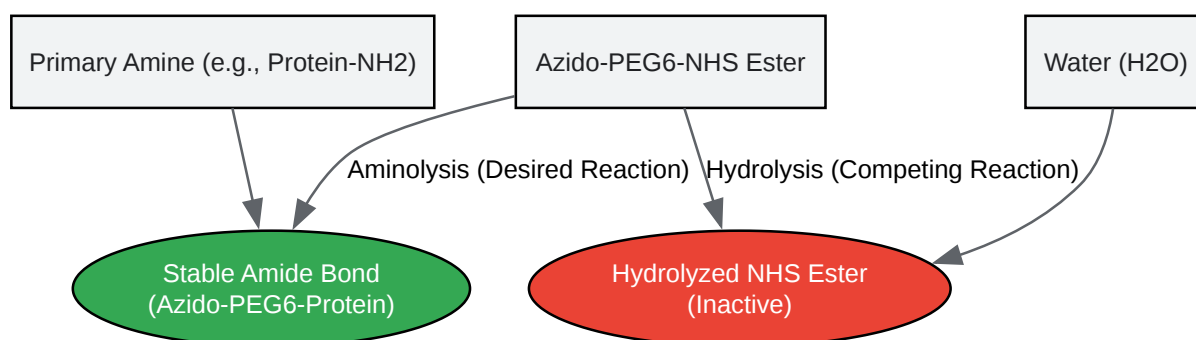 Primary Amine (e.g., Protein-NH2)
Azido-PEG6-NHS Ester
Water (H2O)
Aminolysis (Desired Reaction)
Hydrolysis (Competing Reaction)
Stable Amide Bond
(Azido-PEG6-Protein)
Hydrolyzed NHS Ester
(Inactive)